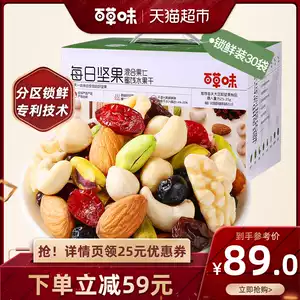 百草味 天猫超市
锁鲜装30袋
百草味
每日坚果
混合果仁
蜜饯水果干
分区锁鲜
专利技术
到手参考价
抢！详情页领25元优惠券
下单立减59元
¥89.0
立即抢购！